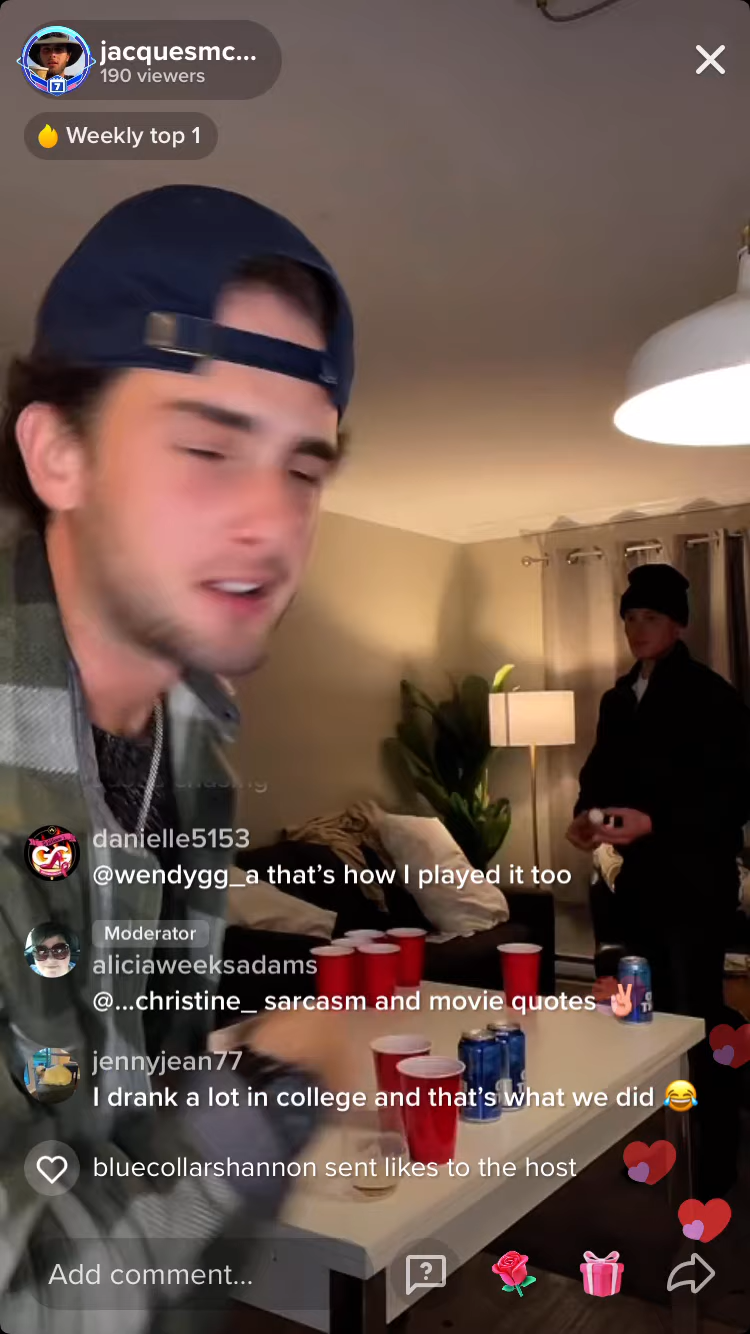 jacquesmc...
190 viewers
7
Weekly top 1
danielle5153
@wendygg_a that’s how I played it too
Moderator
aliciaweeksadams
@...christine_ sarcasm and movie quotes ✌🏻
jennyjean77
I drank a lot in college and that’s what we did 😂
bluecollarshannon sent likes to the host
Add comment...
?